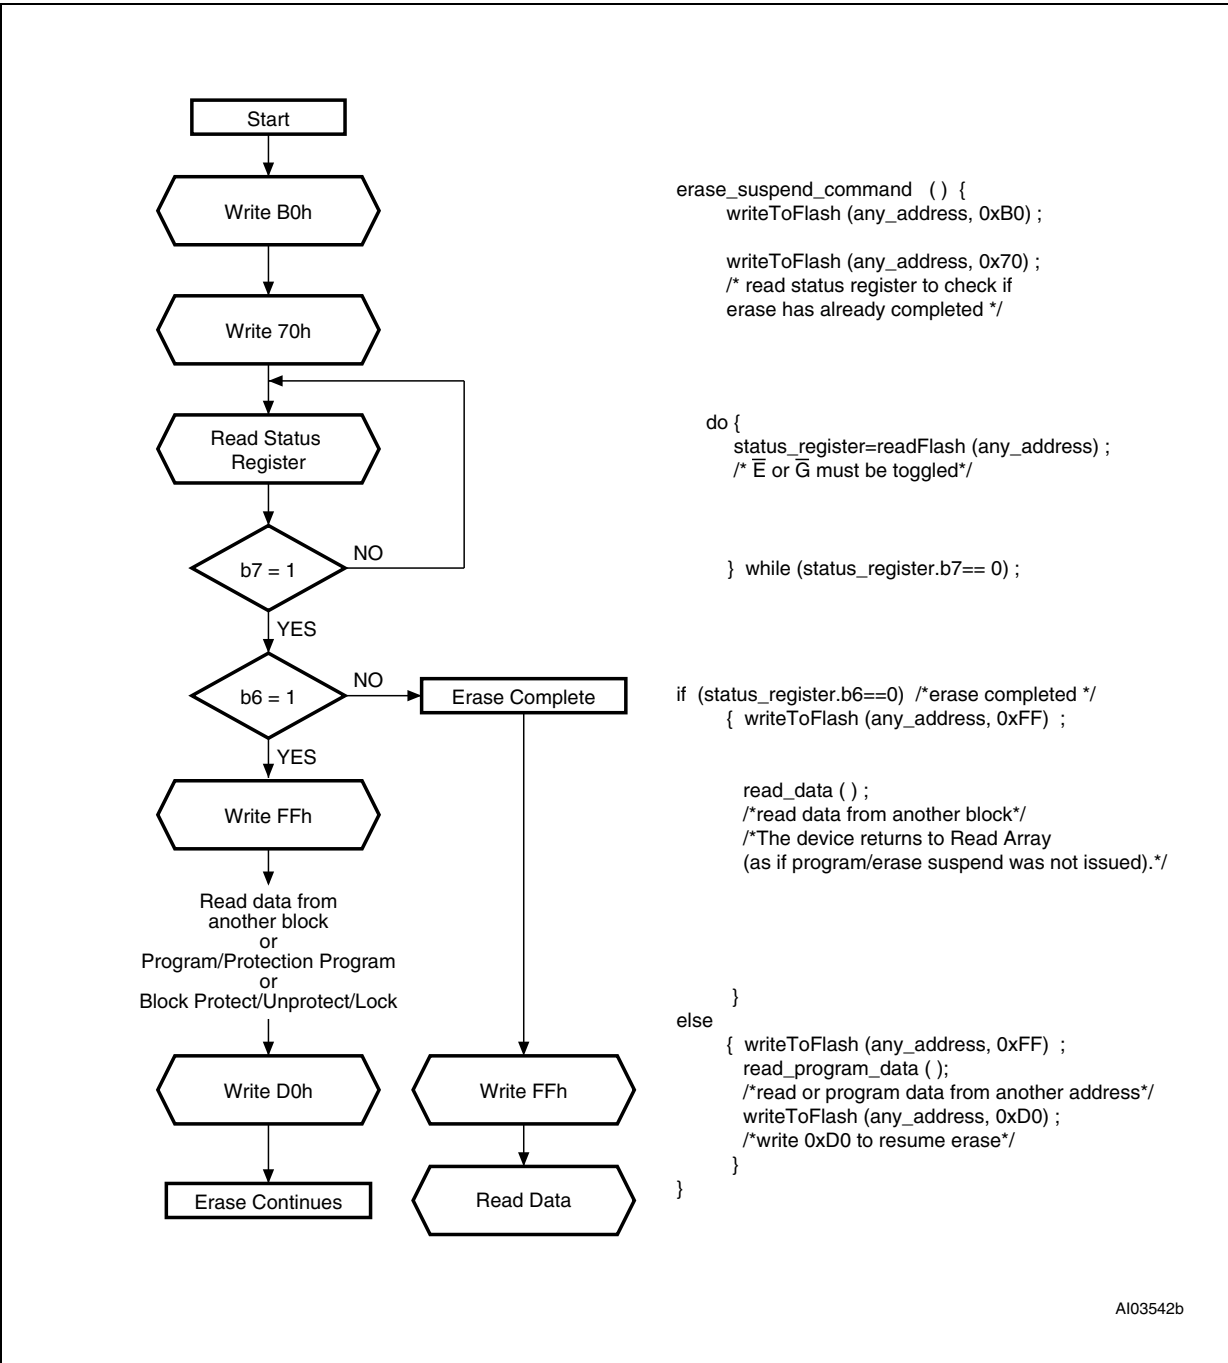 Start
Write B0h
Write 70h
Read Status
Register
b7 = 1
NO
YES
b6 = 1
NO
Erase Complete
YES
Write FFh
Read data from
another block
or
Program/Protection Program
or
Block Protect/Unprotect/Lock
Write D0h
Write FFh
Erase Continues
Read Data
erase_suspend_command ( ) {
writeToFlash (any_address, 0xB0) ;
writeToFlash (any_address, 0x70) ;
/* read status register to check if
erase has already completed */
do {
status_register=readFlash (any_address) ;
/* E̅ or G̅ must be toggled*/
} while (status_register.b7== 0) ;
if (status_register.b6==0) /*erase completed */
{ writeToFlash (any_address, 0xFF) ;
read_data ( ) ;
/*read data from another block*/
/*The device returns to Read Array
(as if program/erase suspend was not issued).*/
}
else
{ writeToFlash (any_address, 0xFF) ;
read_program_data ( );
/*read or program data from another address*/
writeToFlash (any_address, 0xD0) ;
/*write 0xD0 to resume erase*/
}
}
AI03542b